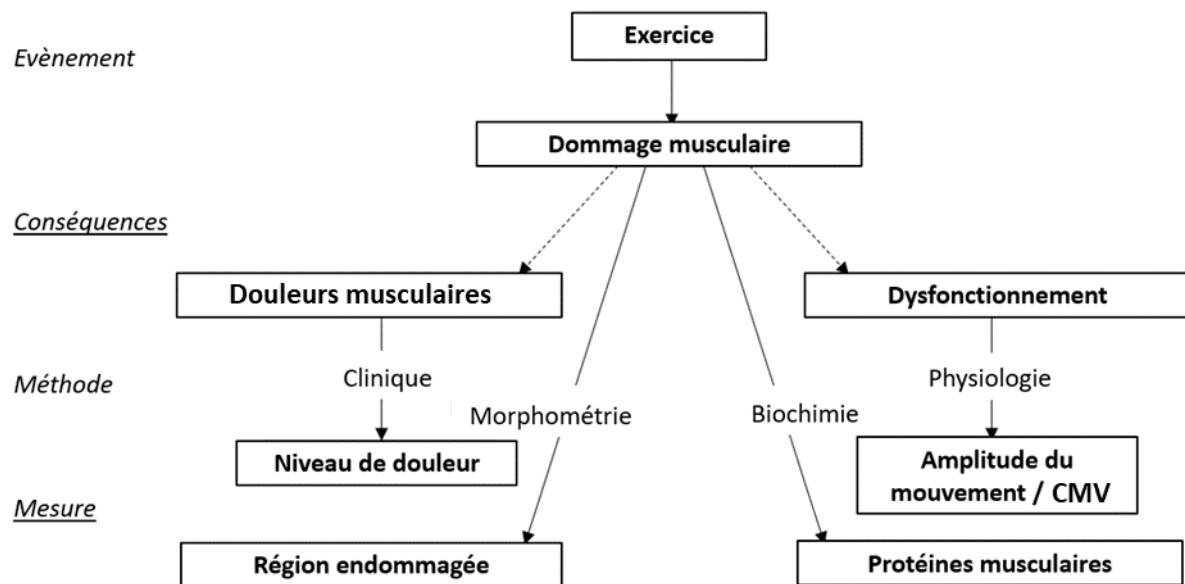 Exercice
Evènement
Dommage musculaire
Conséquences
Douleurs musculaires
Dysfonctionnement
Clinique
Physiologie
Méthode
Morphométrie
Biochimie
Niveau de douleur
Amplitude du
mouvement / CMV
Mesure
Région endommagée
Protéines musculaires